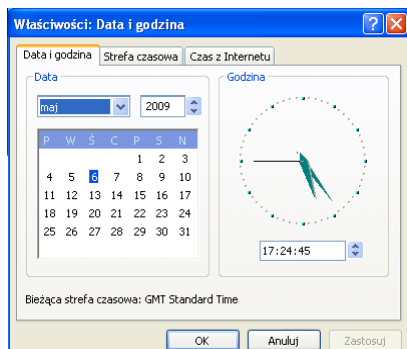 Właściwości: Data i godzina
Data i godzina Strefa czasowa Czas z Internetu
Data
maj 2009
P W Ś C P S N
1 2 3
4 5 6 7 8 9 10
11 12 13 14 15 16 17
18 19 20 21 22 23 24
25 26 27 28 29 30 31
Godzina
17:24:45
Bieżąca strefa czasowa: GMT Standard Time
OK Anuluj Zastosuj